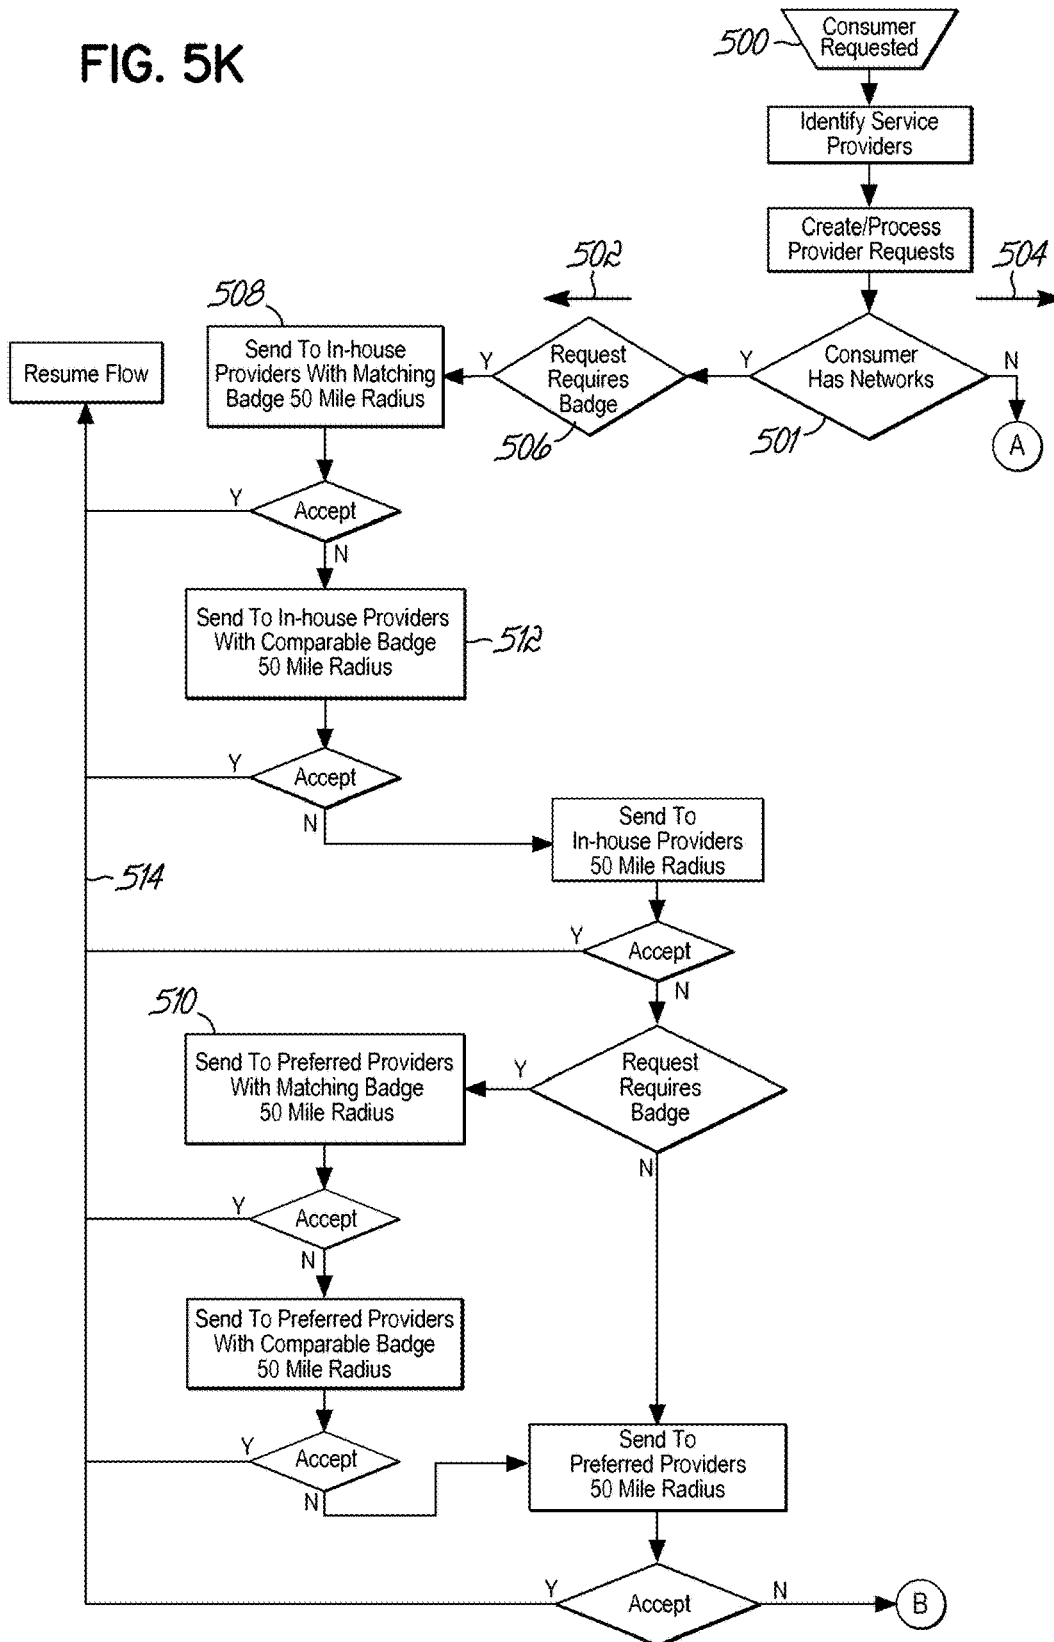 FIG. 5K
500
Consumer
Requested
Identify Service
Providers
Create/Process
Provider Requests
502
504
508
Resume Flow
Send To In-house
Providers With Matching
Badge 50 Mile Radius
Y
Request
Requires
Badge
506
Y
Consumer
Has Networks
501
N
A
Y
Accept
N
Send To In-house Providers
With Comparable Badge
50 Mile Radius
512
Y
Accept
N
Send To
In-house Providers
50 Mile Radius
514
Y
Accept
N
510
Send To Preferred Providers
With Matching Badge
50 Mile Radius
Y
Request
Requires
Badge
N
Y
Accept
N
Send To Preferred Providers
With Comparable Badge
50 Mile Radius
Y
Accept
N
Send To
Preferred Providers
50 Mile Radius
Y
Accept
N
B